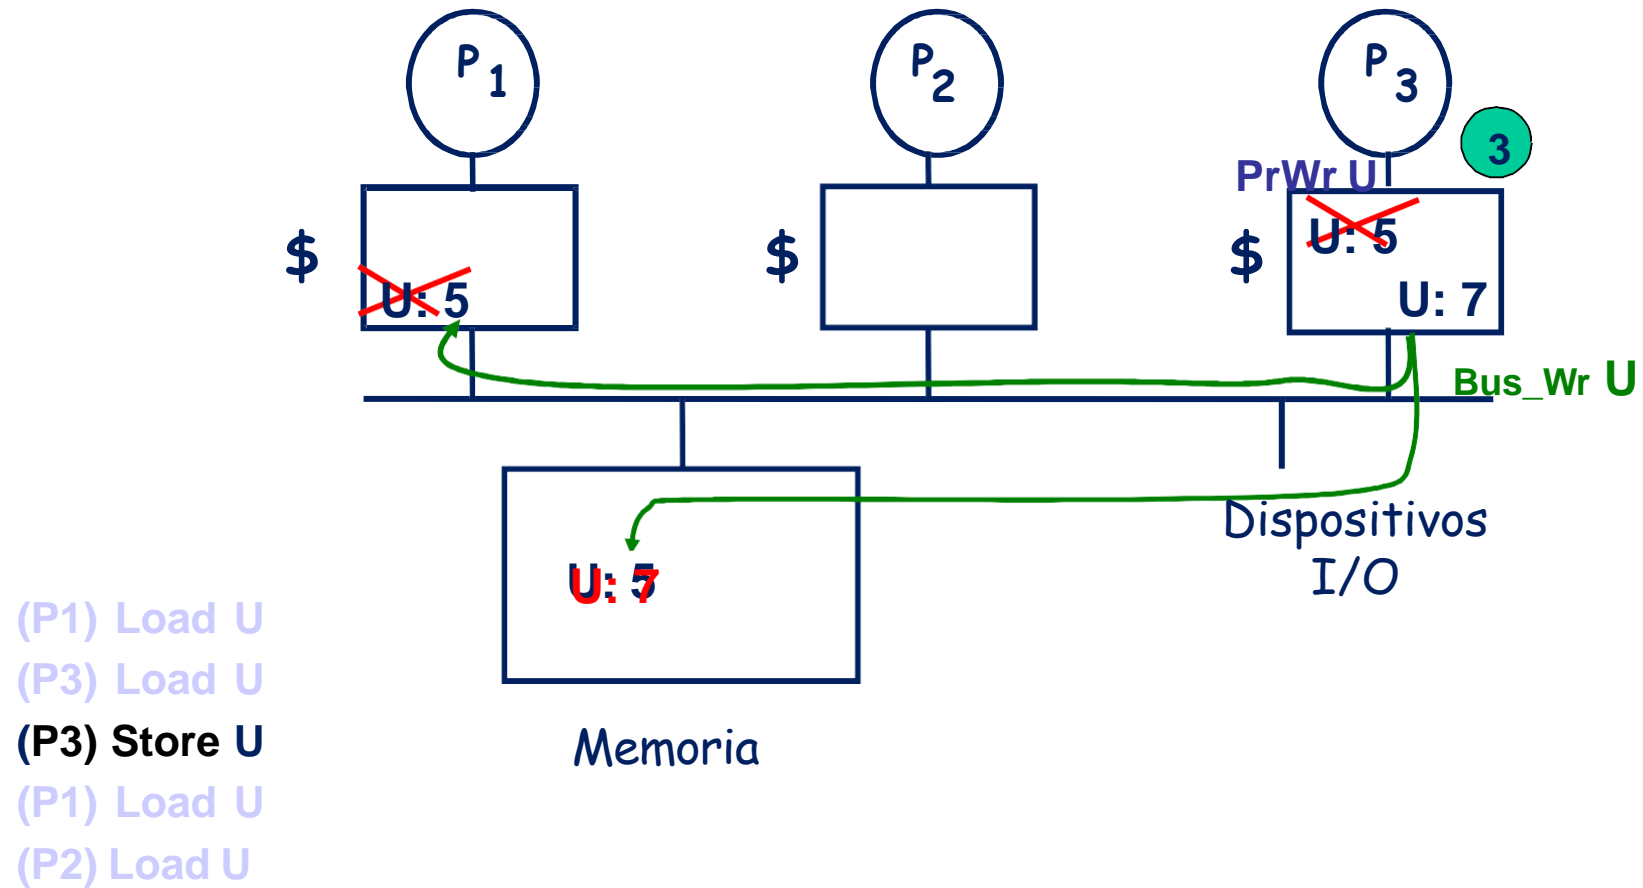 P1
P2
P3
3
PrWr U
$
$
$
U: 5
U: 5
U: 7
Bus_Wr U
Dispositivos
I/O
U: 5
U: 7
Memoria
(P1) Load U
(P3) Load U
(P3) Store U
(P1) Load U
(P2) Load U